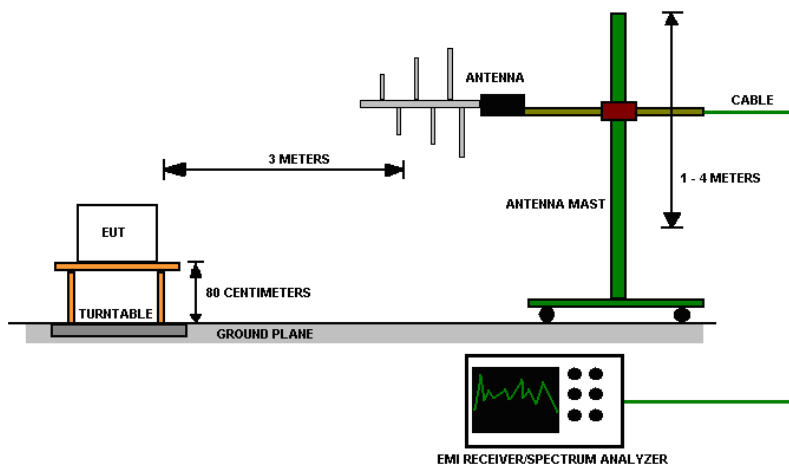 ANTENNA
CABLE
3 METERS
1 - 4 METERS
ANTENNA MAST
EUT
80 CENTIMETERS
TURNTABLE
GROUND PLANE
EMI RECEIVER/SPECTRUM ANALYZER